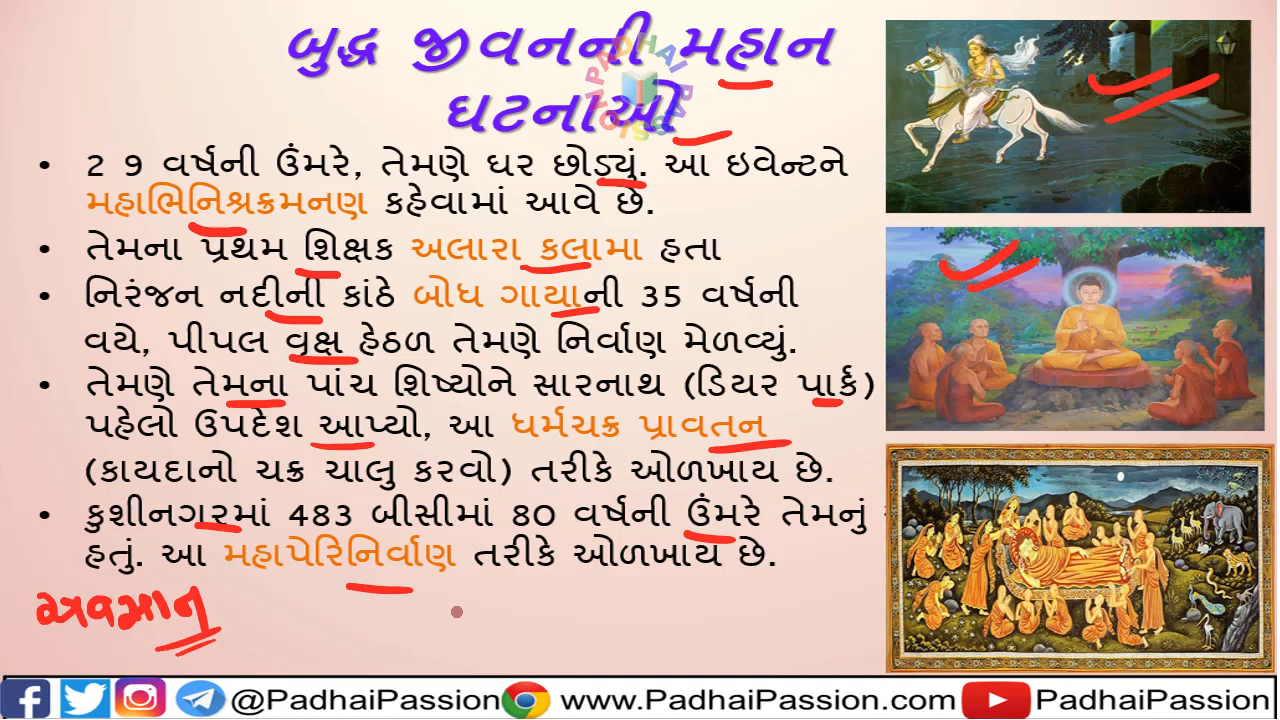 બુદ્ધ જીવનની મહાન
ઘટનાઓ
PADHAI PASSION
• 2 9 વર્ષની ઉંમરે, તેમણે ઘર છોડ્યું. આ ઇવેન્ટને
મહાભિનિશ્રક્રમનણ કહેવામાં આવે છે.
• તેમના પ્રથમ શિક્ષક અલારા કલામા હતા
• નિરંજન નદીની કાંઠે બોધ ગાયાની 35 વર્ષની
વયે, પીપલ વૃક્ષ હેઠળ તેમણે નિર્વાણ મેળવ્યું.
• તેમણે તેમના પાંચ શિષ્યોને સારનાથ (ડિયર પાર્ક)
પહેલો ઉપદેશ આપ્યો, આ ધર્મચક્ર પ્રાવતન
(કાયદાનો ચક્ર ચાલુ કરવો) તરીકે ઓળખાય છે.
• કુશીનગરમાં 483 બીસીમાં 80 વર્ષની ઉંમરે તેમનું
હતું. આ મહાપેરિનિર્વાણ તરીકે ઓળખાય છે.
@PadhaiPassion www.PadhaiPassion.com PadhaiPassion